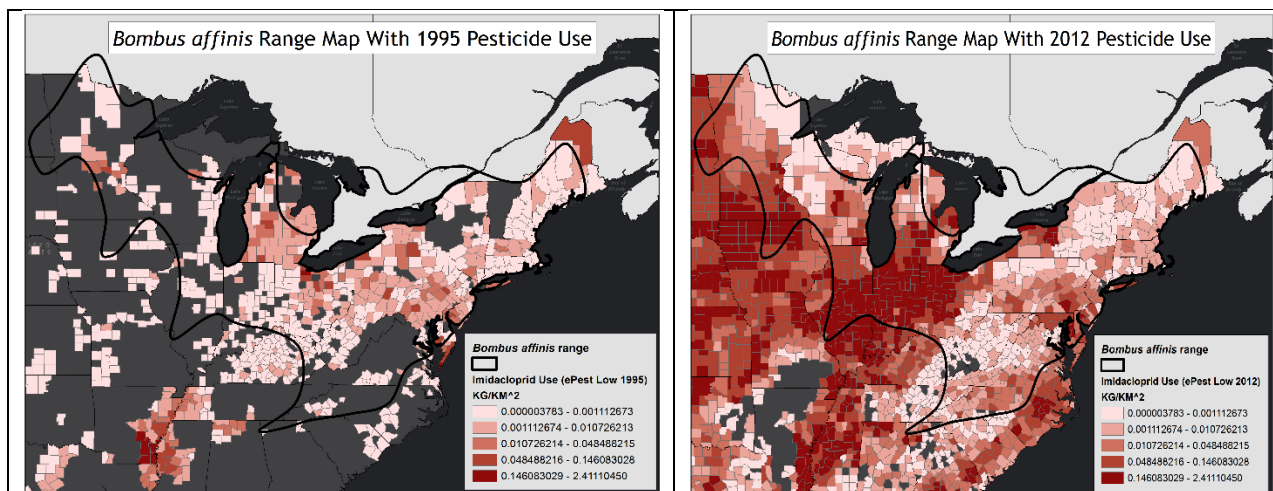 Bombus affinis Range Map With 1995 Pesticide Use
Bombus affinis range
Imidacloprid Use (ePest Low 1995)
KG/KM^2
0.000003783 - 0.001112673
0.001112674 - 0.010726213
0.010726214 - 0.048488215
0.048488216 - 0.146083028
0.146083029 - 2.41110450
Bombus affinis Range Map With 2012 Pesticide Use
Bombus affinis range
Imidacloprid Use (ePest Low 2012)
KG/KM^2
0.000003783 - 0.001112673
0.001112674 - 0.010726213
0.010726214 - 0.048488215
0.048488216 - 0.146083028
0.146083029 - 2.41110450